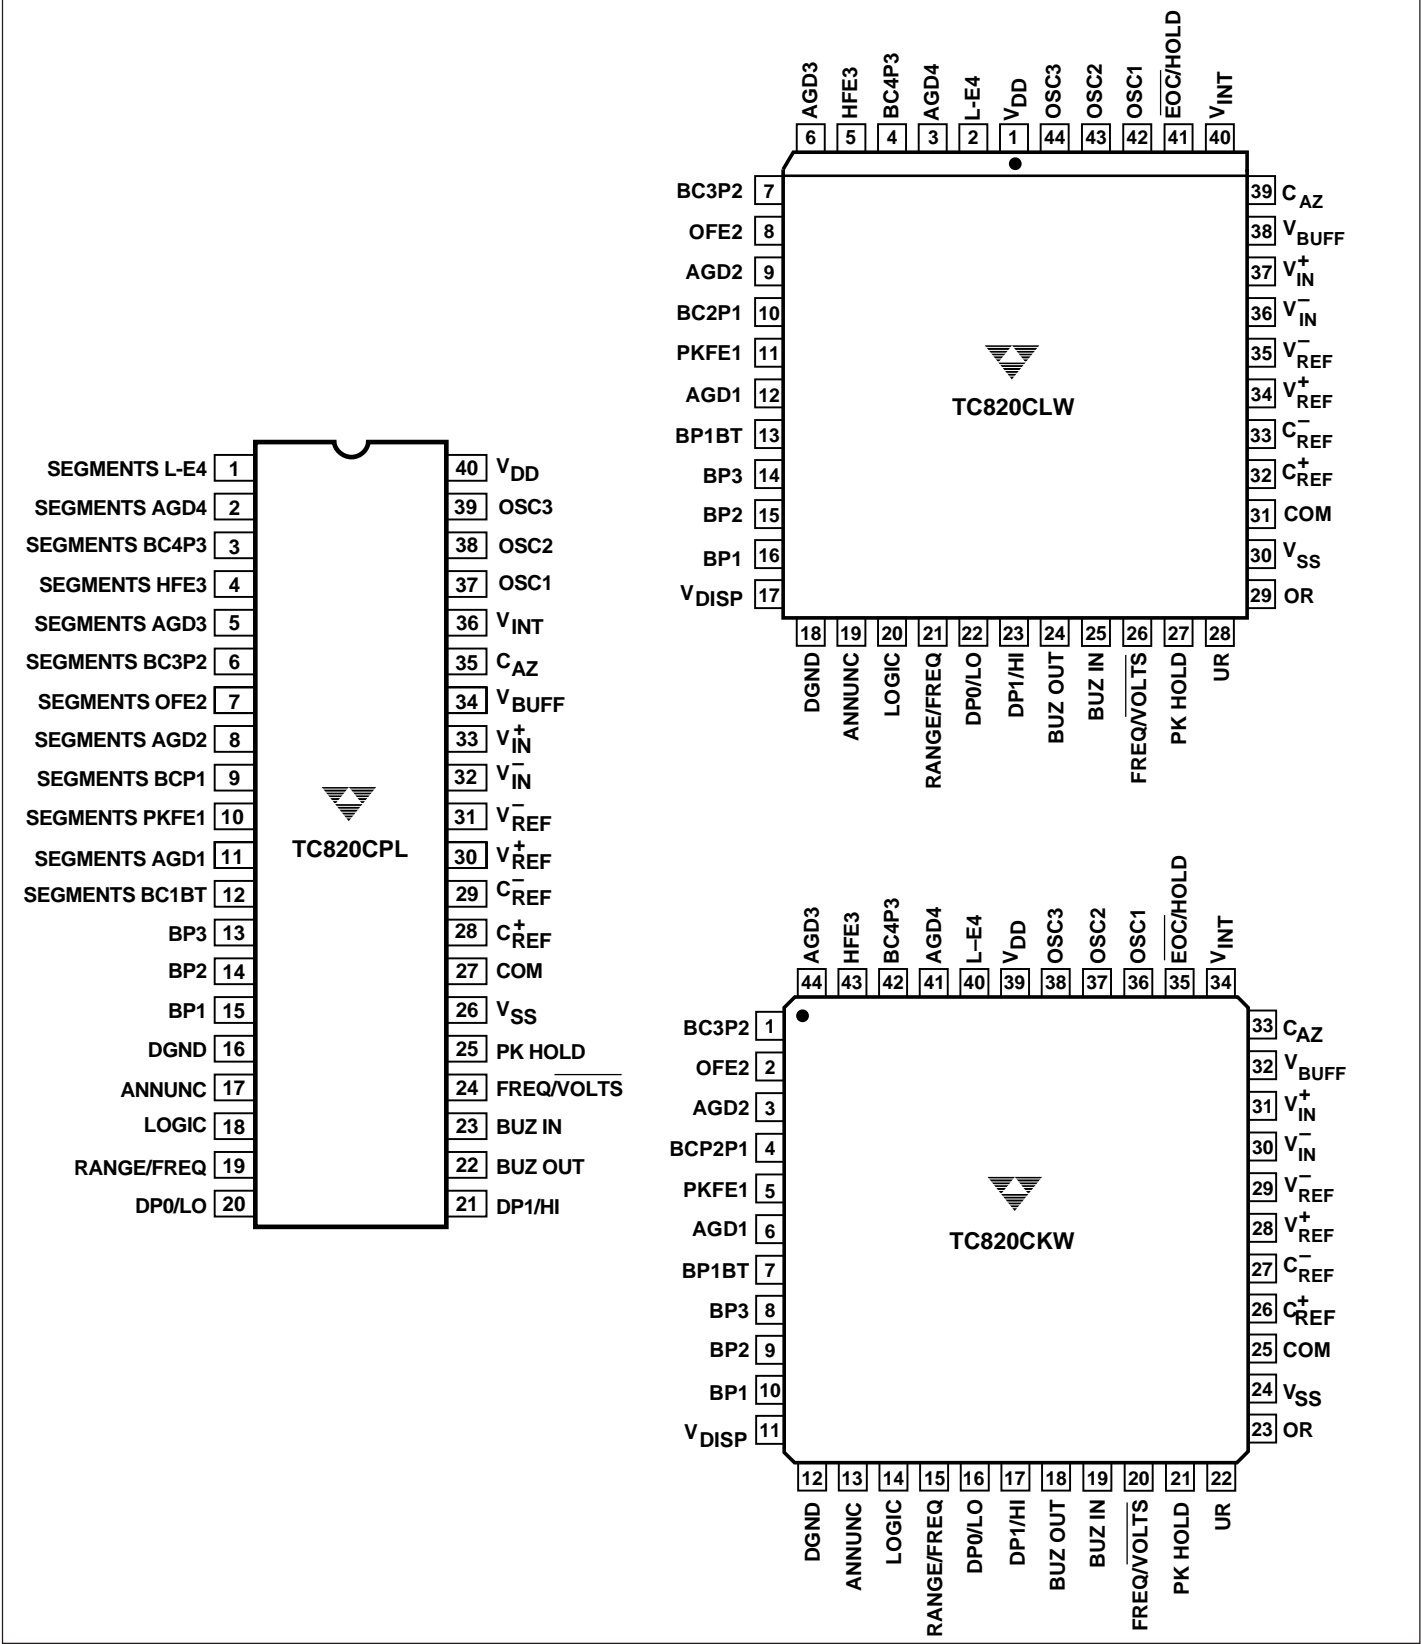 SEGMENTS L-E4 1
SEGMENTS AGD4 2
SEGMENTS BC4P3 3
SEGMENTS HFE3 4
SEGMENTS AGD3 5
SEGMENTS BC3P2 6
SEGMENTS OFE2 7
SEGMENTS AGD2 8
SEGMENTS BCP1 9
SEGMENTS PKFE1 10
SEGMENTS AGD1 11
SEGMENTS BC1BT 12
BP3 13
BP2 14
BP1 15
DGND 16
ANNUNC 17
LOGIC 18
RANGE/FREQ 19
DP0/LO 20
TC820CPL
40 VDD
39 OSC3
38 OSC2
37 OSC1
36 VINT
35 CAZ
34 VBUFF
33 V+IN
32 V–IN
31 V–REF
30 V+REF
29 C–REF
28 C+REF
27 COM
26 VSS
25 PK HOLD
24 FREQ/VOLTS
23 BUZ IN
22 BUZ OUT
21 DP1/HI
AGD3 HFE3 BC4P3 AGD4 L-E4 VDD OSC3 OSC2 OSC1 EOC/HOLD VINT
6 5 4 3 2 1 44 43 42 41 40
BC3P2 7
OFE2 8
AGD2 9
BC2P1 10
PKFE1 11
AGD1 12
BP1BT 13
BP3 14
BP2 15
BP1 16
VDISP 17
TC820CLW
39 CAZ
38 VBUFF
37 V+IN
36 V–IN
35 V–REF
34 V+REF
33 C–REF
32 C+REF
31 COM
30 VSS
29 OR
18 19 20 21 22 23 24 25 26 27 28
DGND ANNUNC LOGIC RANGE/FREQ DP0/LO DP1/HI BUZ OUT BUZ IN FREQ/VOLTS PK HOLD UR
AGD3 HFE3 BC4P3 AGD4 L–E4 VDD OSC3 OSC2 OSC1 EOC/HOLD VINT
44 43 42 41 40 39 38 37 36 35 34
BC3P2 1
OFE2 2
AGD2 3
BCP2P1 4
PKFE1 5
AGD1 6
BP1BT 7
BP3 8
BP2 9
BP1 10
VDISP 11
TC820CKW
33 CAZ
32 VBUFF
31 V+IN
30 V–IN
29 V–REF
28 V+REF
27 C–REF
26 C+REF
25 COM
24 VSS
23 OR
12 13 14 15 16 17 18 19 20 21 22
DGND ANNUNC LOGIC RANGE/FREQ DP0/LO DP1/HI BUZ OUT BUZ IN FREQ/VOLTS PK HOLD UR